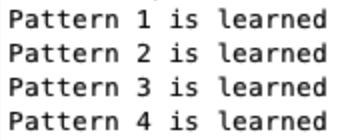 Pattern 1 is learned
Pattern 2 is learned
Pattern 3 is learned
Pattern 4 is learned